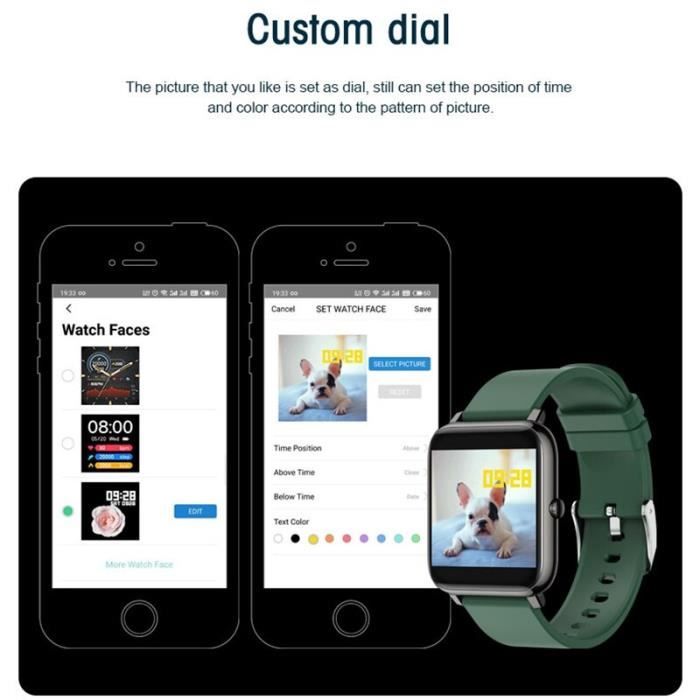 Custom dial
The picture that you like is set as dial, still can set the position of time
and color according to the pattern of picture.
19:33
Watch Faces
08:00
05/20 Wed
09:28
EDIT
More Watch Face
19:33
Cancel SET WATCH FACE Save
09:28
SELECT PICTURE
RESET
Time Position Above
Above Time Close
Below Time Date
Text Color
09:28